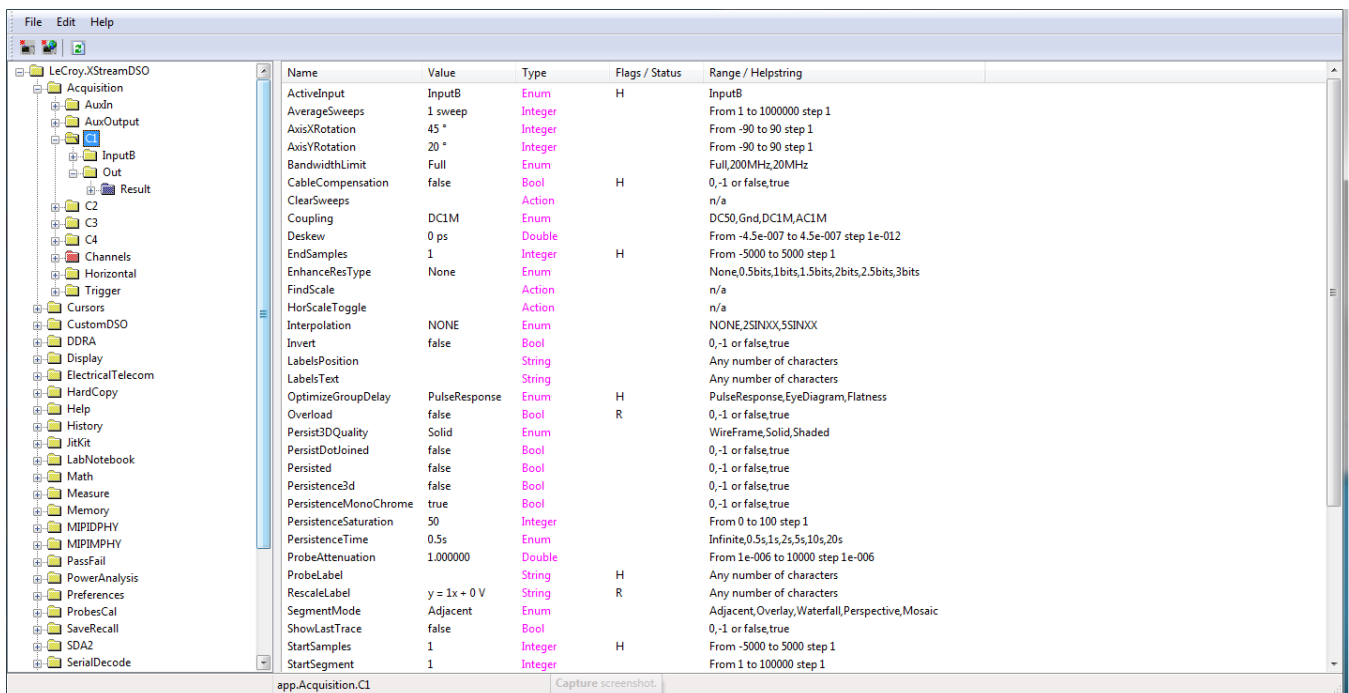 File Edit Help
LeCroy.XStreamDSO
Acquisition
AuxIn
AuxOutput
C1
InputB
Out
Result
C2
C3
C4
Channels
Horizontal
Trigger
Cursors
CustomDSO
DDRA
Display
ElectricalTelecom
HardCopy
Help
History
JitKit
LabNotebook
Math
Measure
Memory
MIPIDPHY
MIPIMPHY
PassFail
PowerAnalysis
Preferences
ProbesCal
SaveRecall
SDA2
SerialDecode
Name Value Type Flags / Status Range / Helpstring
ActiveInput InputB Enum H InputB
AverageSweeps 1 sweep Integer From 1 to 1000000 step 1
AxisXRotation 45 ° Integer From -90 to 90 step 1
AxisYRotation 20 ° Integer From -90 to 90 step 1
BandwidthLimit Full Enum Full,200MHz,20MHz
CableCompensation false Bool H 0,-1 or false,true
ClearSweeps Action n/a
Coupling DC1M Enum DC50,Gnd,DC1M,AC1M
Deskew 0 ps Double From -4.5e-007 to 4.5e-007 step 1e-012
EndSamples 1 Integer H From -5000 to 5000 step 1
EnhanceResType None Enum None,0.5bits,1bits,1.5bits,2bits,2.5bits,3bits
FindScale Action n/a
HorScaleToggle Action n/a
Interpolation NONE Enum NONE,2SINXX,5SINXX
Invert false Bool 0,-1 or false,true
LabelsPosition String Any number of characters
LabelsText String Any number of characters
OptimizeGroupDelay PulseResponse Enum H PulseResponse,EyeDiagram,Flatness
Overload false Bool R 0,-1 or false,true
Persist3DQuality Solid Enum WireFrame,Solid,Shaded
PersistDotJoined false Bool 0,-1 or false,true
Persisted false Bool 0,-1 or false,true
Persistence3d false Bool 0,-1 or false,true
PersistenceMonoChrome true Bool 0,-1 or false,true
PersistenceSaturation 50 Integer From 0 to 100 step 1
PersistenceTime 0.5s Enum Infinite,0.5s,1s,2s,5s,10s,20s
ProbeAttenuation 1.000000 Double From 1e-006 to 10000 step 1e-006
ProbeLabel String H Any number of characters
RescaleLabel y = 1x + 0 V String R Any number of characters
SegmentMode Adjacent Enum Adjacent,Overlay,Waterfall,Perspective,Mosaic
ShowLastTrace false Bool 0,-1 or false,true
StartSamples 1 Integer H From -5000 to 5000 step 1
StartSegment 1 Integer From 1 to 100000 step 1
app.Acquisition.C1 Capture screenshot.